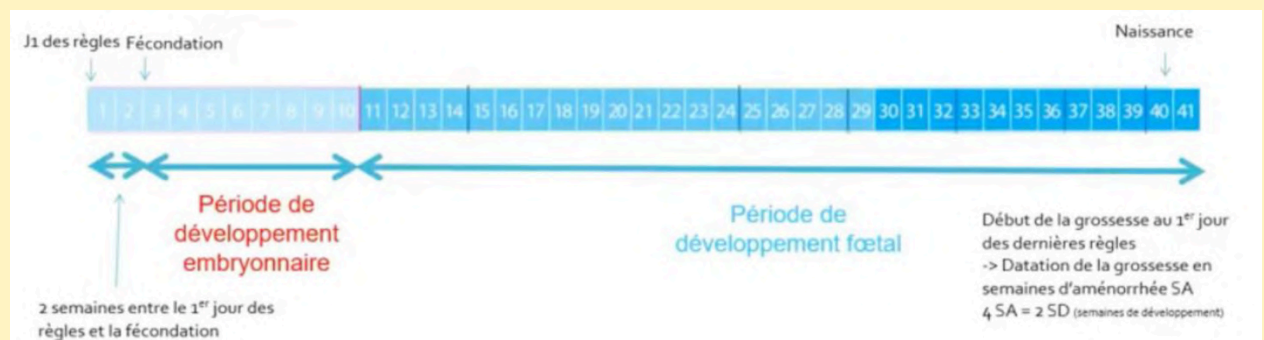 J1 des règles Fécondation
Naissance
1 2 3 4 5 6 7 8 9 10 11 12 13 14 15 16 17 18 19 20 21 22 23 24 25 26 27 28 29 30 31 32 33 34 35 36 37 38 39 40 41
Période de
développement
embryonnaire
Période de
développement fœtal
2 semaines entre le 1er jour des
règles et la fécondation
Début de la grossesse au 1er jour
des dernières règles
-> Datation de la grossesse en
semaines d'aménorrhée SA
4 SA = 2 SD (semaines de développement)